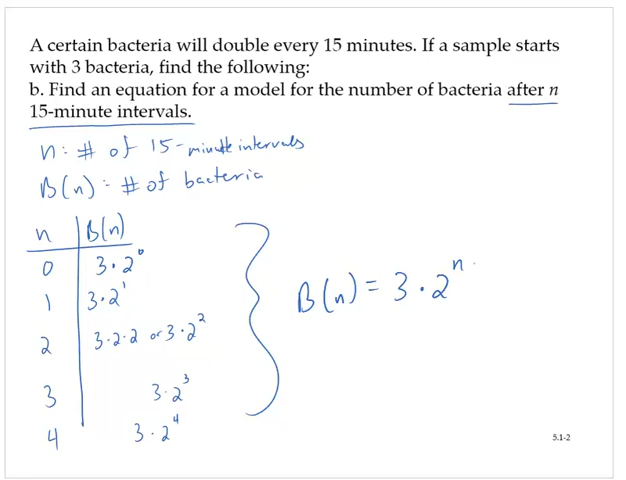 A certain bacteria will double every 15 minutes. If a sample starts
with 3 bacteria, find the following:
b. Find an equation for a model for the number of bacteria after n
15-minute intervals.
n: # of 15-minute intervals
B(n): # of bacteria
n B(n)
0 3·2⁰
1 3·2¹
2 3·2·2 or 3·2²
3 3·2³
4 3·2⁴
B(n) = 3·2ⁿ
5.1-2